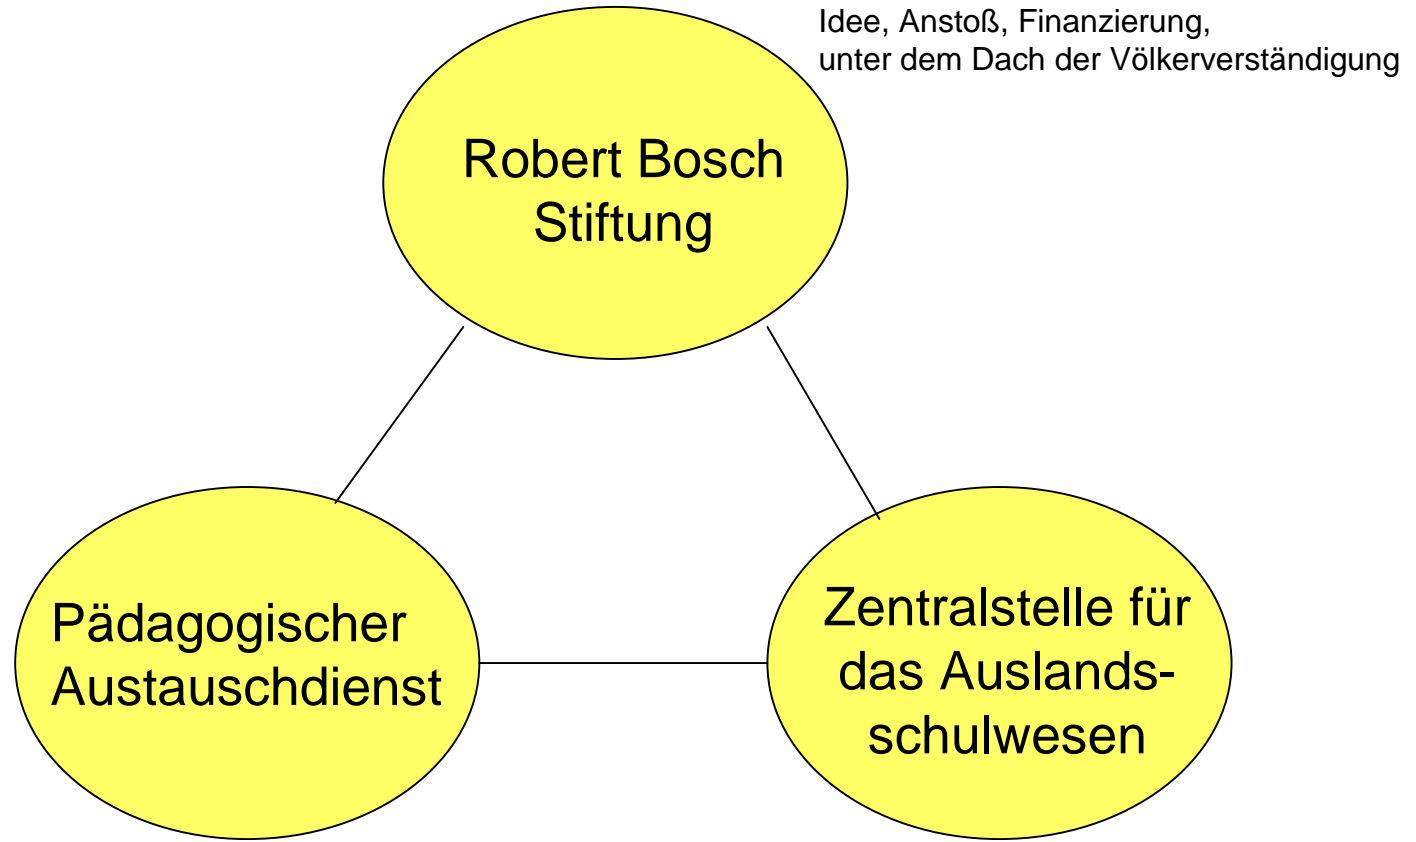 Idee, Anstoß, Finanzierung,
unter dem Dach der Völkerverständigung
Robert Bosch
Stiftung
Pädagogischer
Austauschdienst
Zentralstelle für
das Auslands-
schulwesen